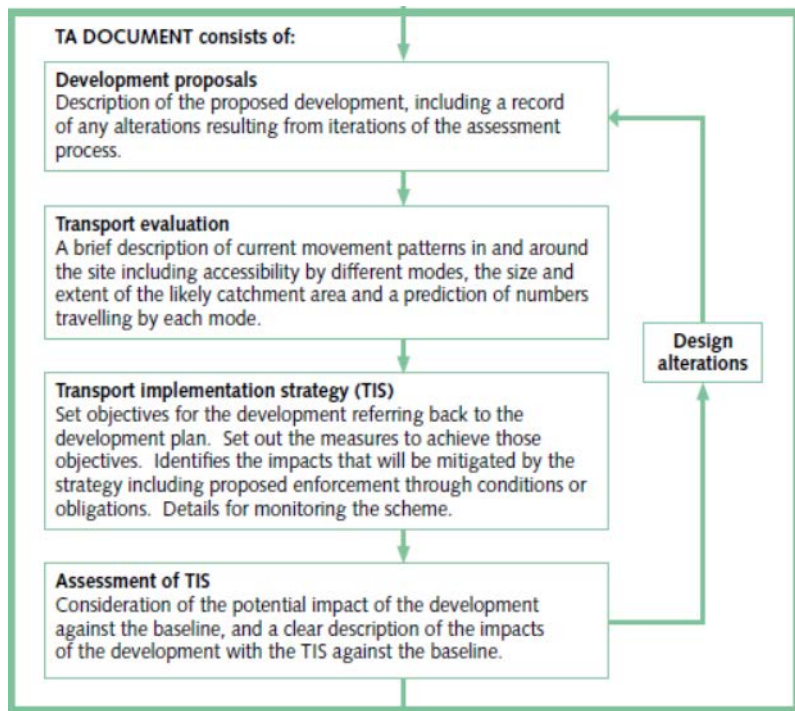 TA DOCUMENT consists of:
Development proposals
Description of the proposed development, including a record
of any alterations resulting from iterations of the assessment
process.
Transport evaluation
A brief description of current movement patterns in and around
the site including accessibility by different modes, the size and
extent of the likely catchment area and a prediction of numbers
travelling by each mode.
Design
alterations
Transport implementation strategy (TIS)
Set objectives for the development referring back to the
development plan. Set out the measures to achieve those
objectives. Identifies the impacts that will be mitigated by the
strategy including proposed enforcement through conditions or
obligations. Details for monitoring the scheme.
Assessment of TIS
Consideration of the potential impact of the development
against the baseline, and a clear description of the impacts
of the development with the TIS against the baseline.